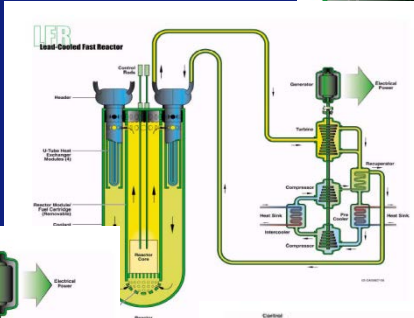 LFR
Lead-Cooled Fast Reactor
Control
Rods
Header
U-Tube Heat
Exchanger
Modules (4)
Reactor Module/
Fuel Cartridge
(Removable)
Coolant
Reactor
Core
Generator
Electrical
Power
Turbine
Recuperator
Compressor
Heat Sink
Pre
Cooler
Heat Sink
Intercooler
Compressor
Electrical
Power
Reactor
Control